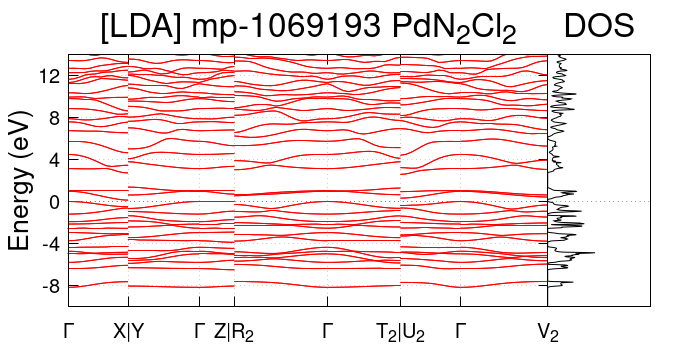 [LDA] mp-1069193 PdN₂Cl₂ DOS
Energy (eV)
12
8
4
0
-4
-8
Γ X|Y Γ Z|R₂ Γ T₂|U₂ Γ V₂